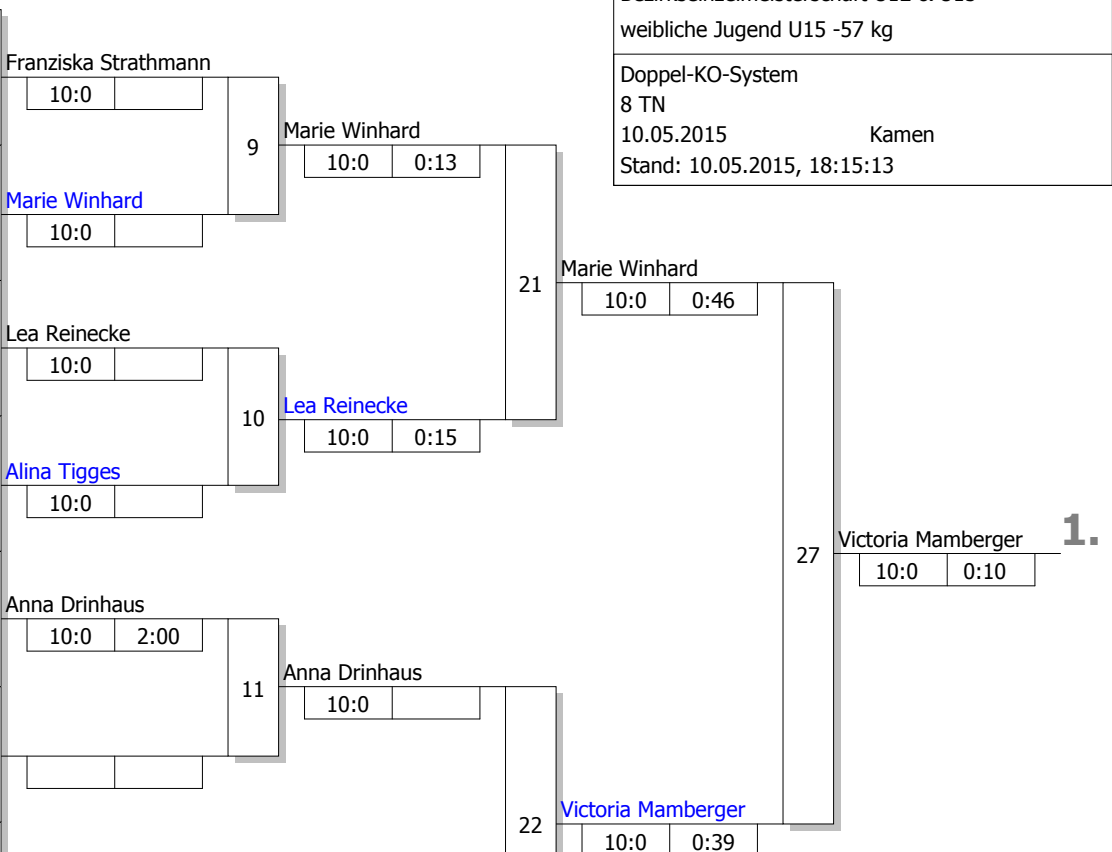 weibliche Jugend U15 -57 kg
Doppel-KO-System
8 TN
10.05.2015 Kamen
Stand: 10.05.2015, 18:15:13
Franziska Strathmann
10:0
9
Marie Winhard
10:0 0:13
Marie Winhard
10:0
21
Marie Winhard
10:0 0:46
Lea Reinecke
10:0
10
Lea Reinecke
10:0 0:15
Alina Tigges
10:0
27
Victoria Mamberger 1.
10:0 0:10
Anna Drinhaus
10:0 2:00
11
Anna Drinhaus
10:0
22
Victoria Mamberger
10:0 0:39